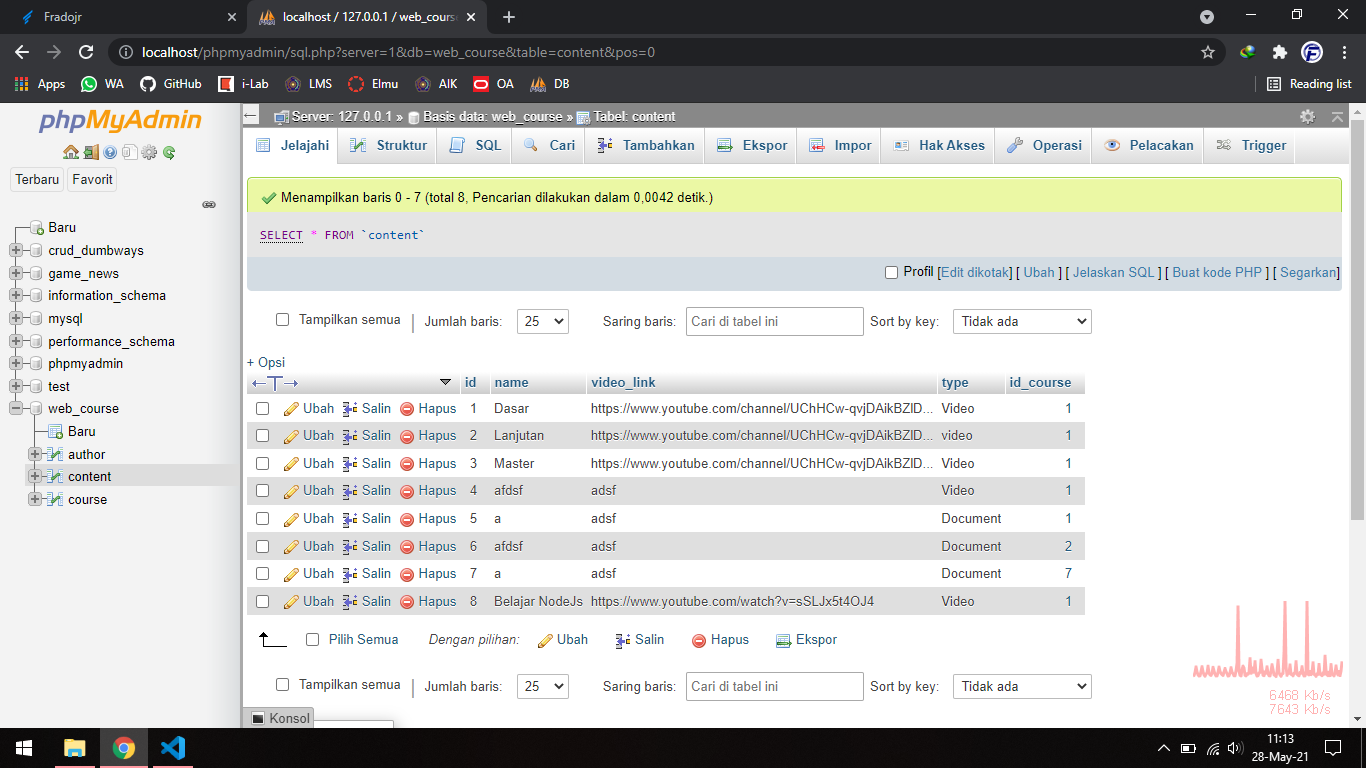 Fradojr
localhost / 127.0.0.1 / web_cours
localhost/phpmyadmin/sql.php?server=1&db=web_course&table=content&pos=0
Apps WA GitHub i-Lab LMS Elmu AIK OA DB Reading list
phpMyAdmin
Terbaru Favorit
Baru
crud_dumbways
game_news
information_schema
mysql
performance_schema
phpmyadmin
test
web_course
Baru
author
content
course
Server: 127.0.0.1 » Basis data: web_course » Tabel: content
Jelajahi Struktur SQL Cari Tambahkan Ekspor Impor Hak Akses Operasi Pelacakan Trigger
Menampilkan baris 0 - 7 (total 8, Pencarian dilakukan dalam 0,0042 detik.)
SELECT * FROM `content`
Profil [Edit dikotak] [ Ubah ] [ Jelaskan SQL ] [ Buat kode PHP ] [ Segarkan]
Tampilkan semua | Jumlah baris: 25 Saring baris: Cari di tabel ini Sort by key: Tidak ada
+ Opsi
←T→ id name video_link type id_course
Ubah Salin Hapus 1 Dasar https://www.youtube.com/channel/UChHCw-qvjDAikBZID... Video 1
Ubah Salin Hapus 2 Lanjutan https://www.youtube.com/channel/UChHCw-qvjDAikBZID... video 1
Ubah Salin Hapus 3 Master https://www.youtube.com/channel/UChHCw-qvjDAikBZID... Video 1
Ubah Salin Hapus 4 afdsf adsf Video 1
Ubah Salin Hapus 5 a adsf Document 1
Ubah Salin Hapus 6 afdsf adsf Document 2
Ubah Salin Hapus 7 a adsf Document 7
Ubah Salin Hapus 8 Belajar NodeJs https://www.youtube.com/watch?v=sSLJx5t4OJ4 Video 1
Pilih Semua Dengan pilihan: Ubah Salin Hapus Ekspor
Tampilkan semua | Jumlah baris: 25 Saring baris: Cari di tabel ini Sort by key: Tidak ada
6468 Kb/s
7643 Kb/s
Konsol
11:13
28-May-21